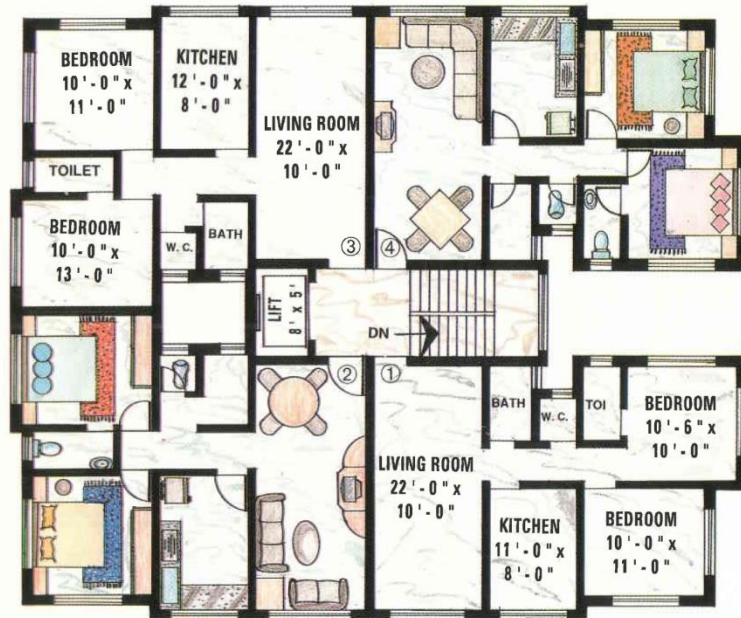 BEDROOM
10'-0" x
11'-0"
KITCHEN
12'-0" x
8'-0"
LIVING ROOM
22'-0" x
10'-0"
TOILET
BEDROOM
10'-0" x
13'-0"
W.C.
BATH
③
④
LIFT
8' x 5'
DN
②
①
BATH
W.C.
TOI
BEDROOM
10'-6" x
10'-0"
LIVING ROOM
22'-0" x
10'-0"
KITCHEN
11'-0" x
8'-0"
BEDROOM
10'-0" x
11'-0"